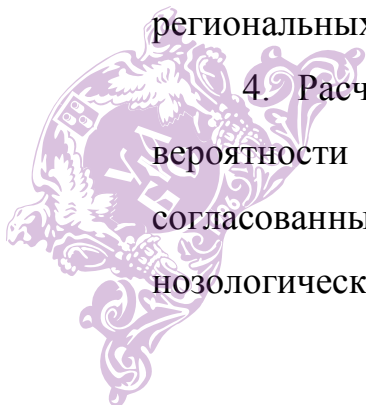 региональных
4. Расч
вероятности
согласованны
нозологическ